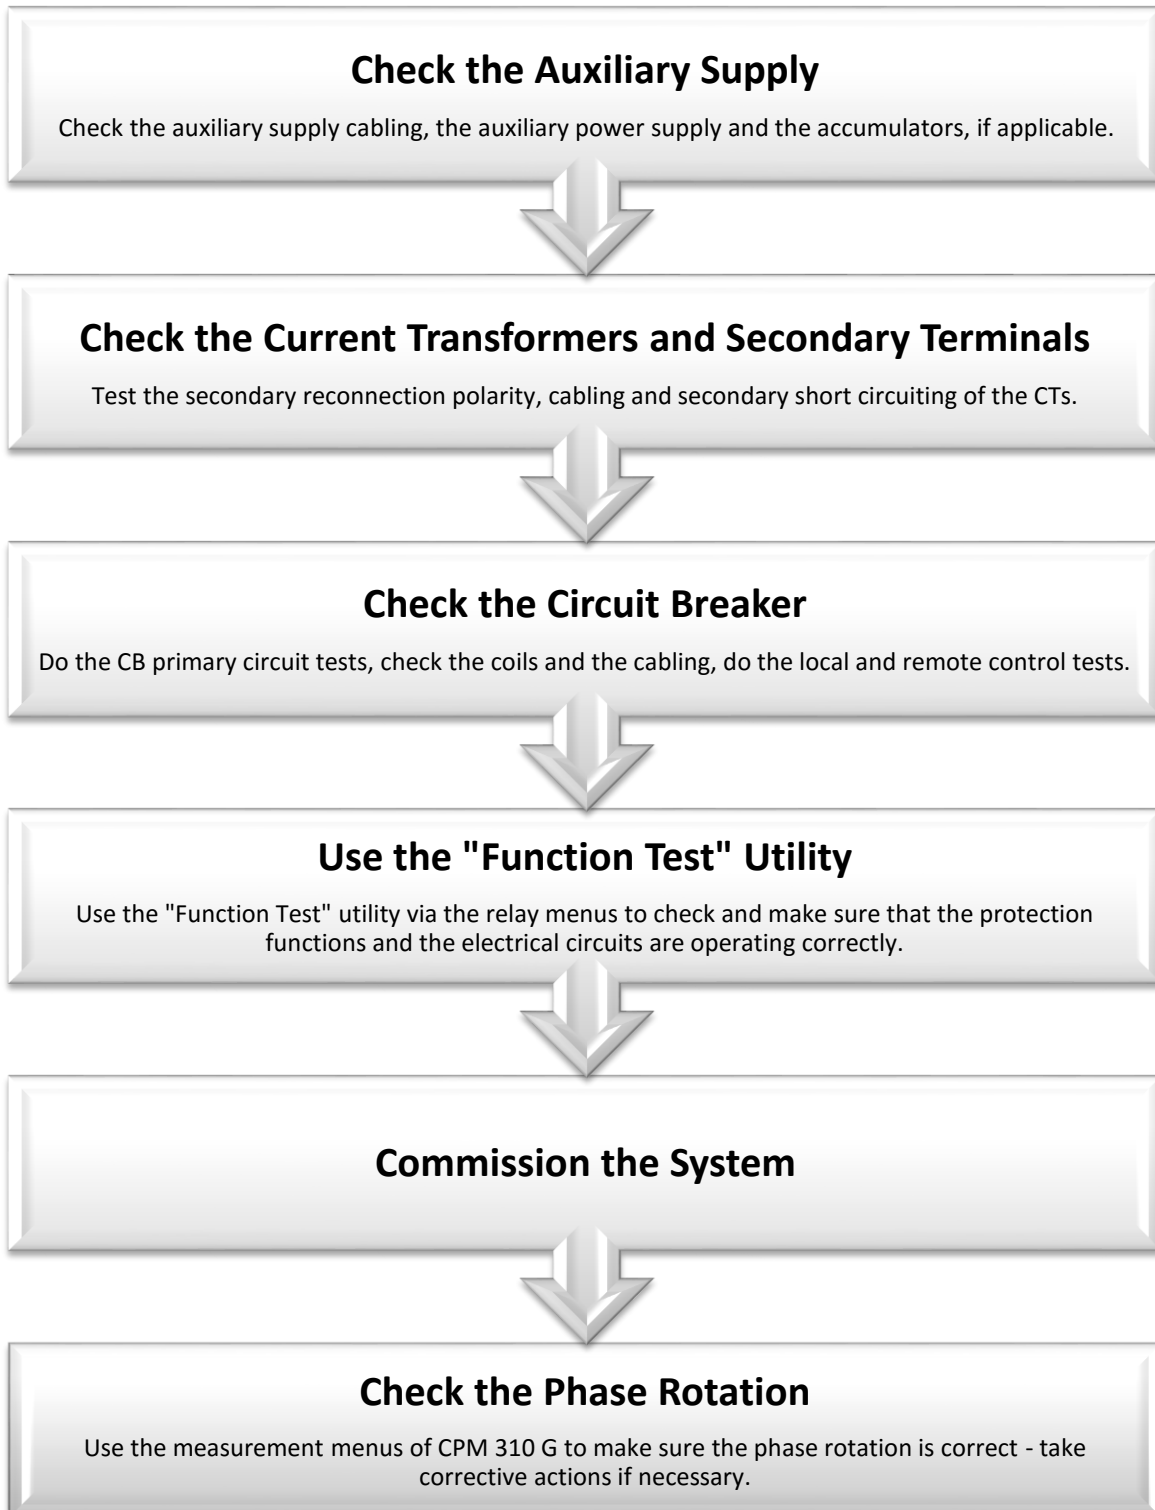 Check the Auxiliary Supply
Check the auxiliary supply cabling, the auxiliary power supply and the accumulators, if applicable.
Check the Current Transformers and Secondary Terminals
Test the secondary reconnection polarity, cabling and secondary short circuiting of the CTs.
Check the Circuit Breaker
Do the CB primary circuit tests, check the coils and the cabling, do the local and remote control tests.
Use the "Function Test" Utility
Use the "Function Test" utility via the relay menus to check and make sure that the protection
functions and the electrical circuits are operating correctly.
Commission the System
Check the Phase Rotation
Use the measurement menus of CPM 310 G to make sure the phase rotation is correct - take
corrective actions if necessary.